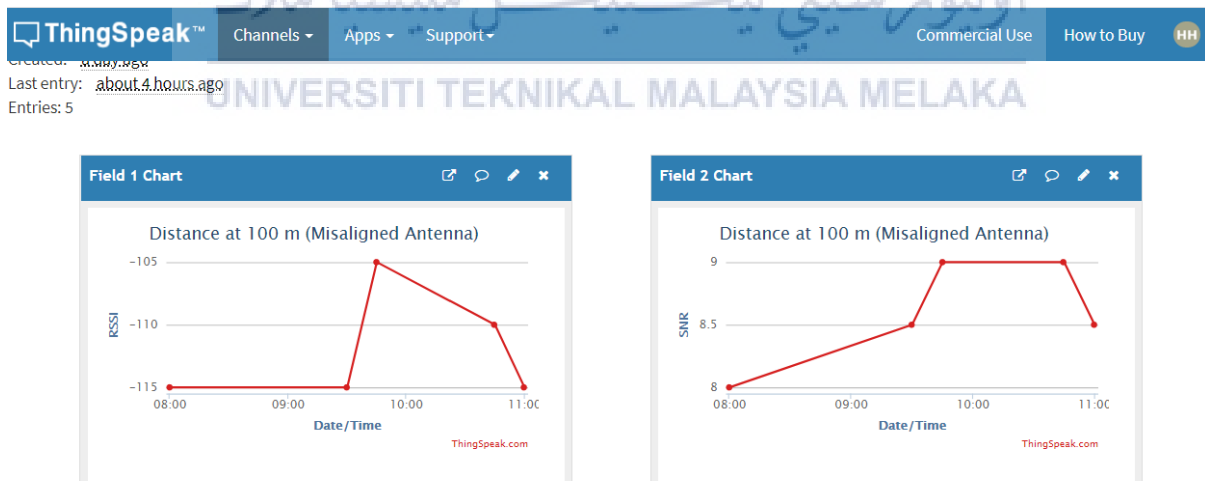 ThingSpeak™ Channels Apps Support Commercial Use How to Buy HH
Created: a day ago
Last entry: about 4 hours ago
Entries: 5
UNIVERSITI TEKNIKAL MALAYSIA MELAKA
Field 1 Chart
Distance at 100 m (Misaligned Antenna)
-105
-110
-115
RSSI
08:00 09:00 10:00 11:00
Date/Time
ThingSpeak.com
Field 2 Chart
Distance at 100 m (Misaligned Antenna)
9
8.5
8
SNR
08:00 09:00 10:00 11:00
Date/Time
ThingSpeak.com